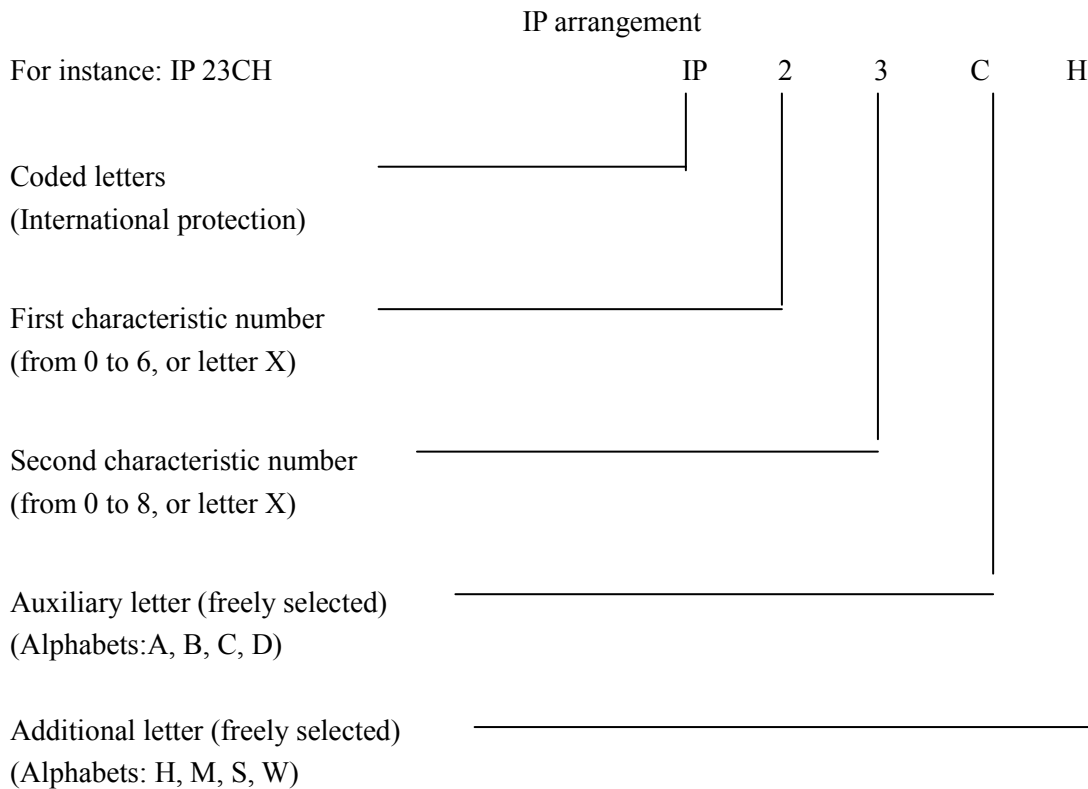 IP arrangement
For instance: IP 23CH IP 2 3 C H
Coded letters
(International protection)
First characteristic number
(from 0 to 6, or letter X)
Second characteristic number
(from 0 to 8, or letter X)
Auxiliary letter (freely selected)
(Alphabets:A, B, C, D)
Additional letter (freely selected)
(Alphabets: H, M, S, W)